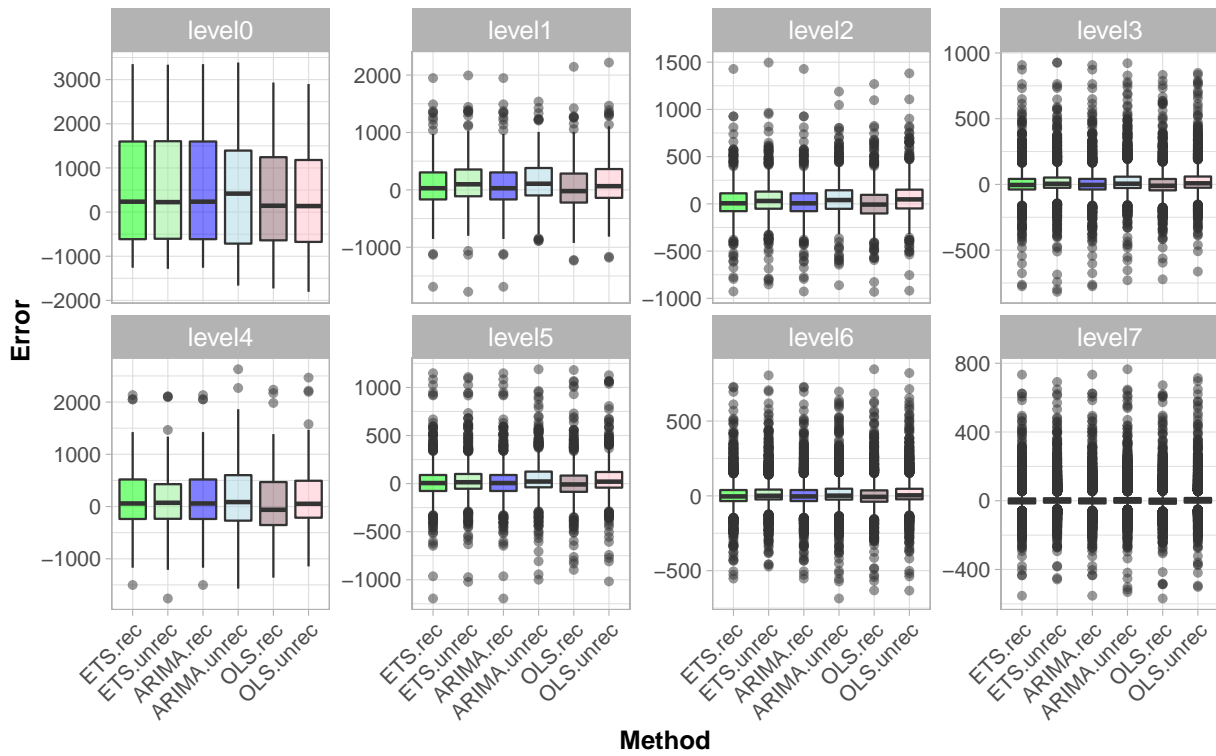 level0
level1
level2
level3
3000
2000
1000
0
−1000
−2000
2000
1000
0
−1000
1500
1000
500
0
−500
−1000
1000
500
0
−500
level4
level5
level6
level7
2000
1000
0
−1000
1000
500
0
−500
−1000
500
0
−500
800
400
0
−400
ETS.rec
ETS.unrec
ARIMA.rec
ARIMA.unrec
OLS.rec
OLS.unrec
ETS.rec
ETS.unrec
ARIMA.rec
ARIMA.unrec
OLS.rec
OLS.unrec
ETS.rec
ETS.unrec
ARIMA.rec
ARIMA.unrec
OLS.rec
OLS.unrec
ETS.rec
ETS.unrec
ARIMA.rec
ARIMA.unrec
OLS.rec
OLS.unrec
Error
Method